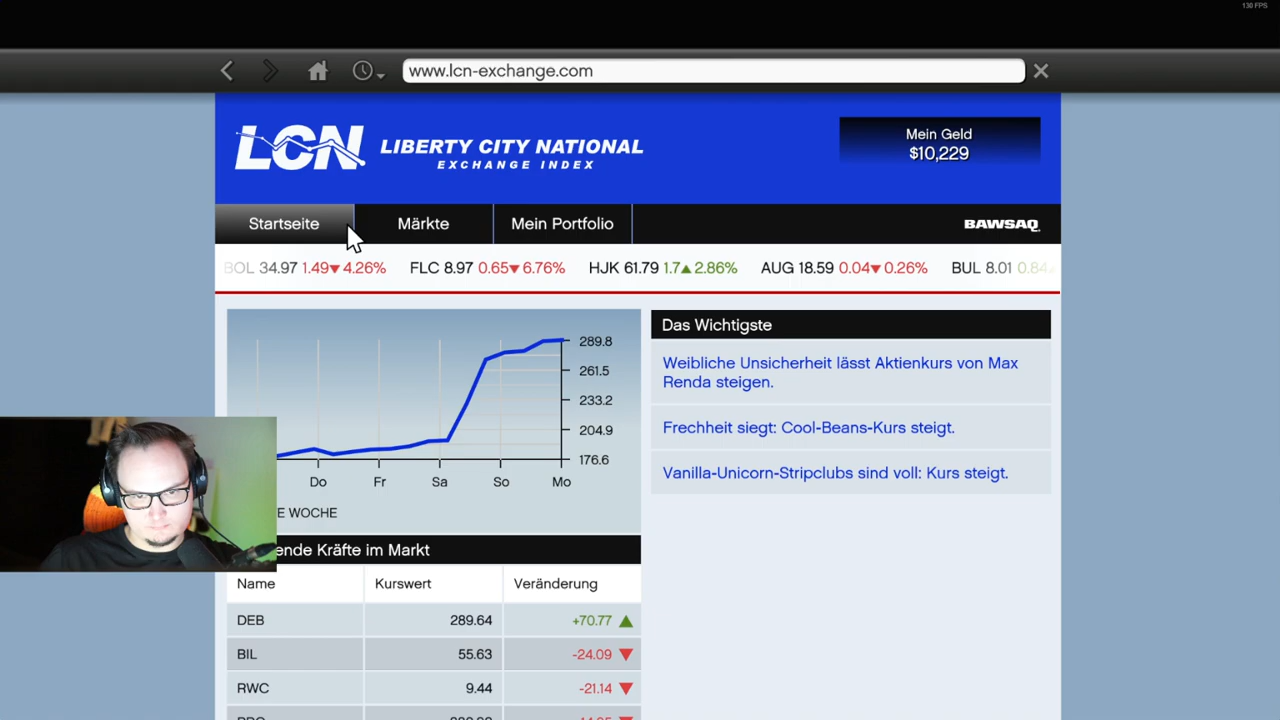 130 FPS
www.lcn-exchange.com
LCN LIBERTY CITY NATIONAL
EXCHANGE INDEX
Mein Geld
$10,229
Startseite Märkte Mein Portfolio BAWSAQ
BOL 34.97 1.49▼4.26% FLC 8.97 0.65▼6.76% HJK 61.79 1.7▲2.86% AUG 18.59 0.04▼0.26% BUL 8.01 0.84
289.8
261.5
233.2
204.9
176.6
Do Fr Sa So Mo
E WOCHE
Das Wichtigste
Weibliche Unsicherheit lässt Aktienkurs von Max
Renda steigen.
Frechheit siegt: Cool-Beans-Kurs steigt.
Vanilla-Unicorn-Stripclubs sind voll: Kurs steigt.
ende Kräfte im Markt
Name Kurswert Veränderung
DEB 289.64 +70.77 ▲
BIL 55.63 -24.09 ▼
RWC 9.44 -21.14 ▼